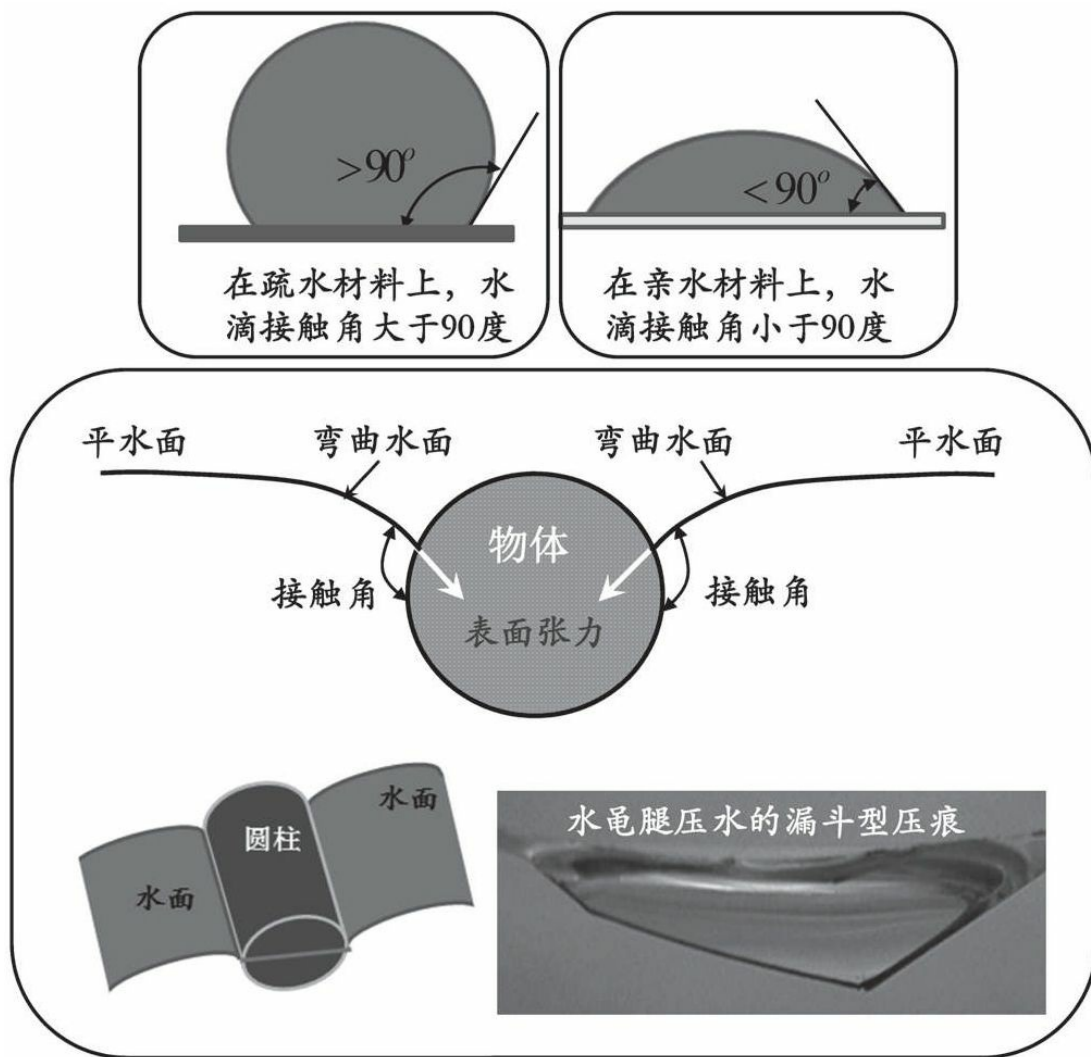 >90°
<90°
在疏水材料上，水
滴接触角大于90度
在亲水材料上，水
滴接触角小于90度
平水面
弯曲水面
弯曲水面
平水面
物体
接触角
接触角
表面张力
水面
圆柱
水面
水黾腿压水的漏斗型压痕